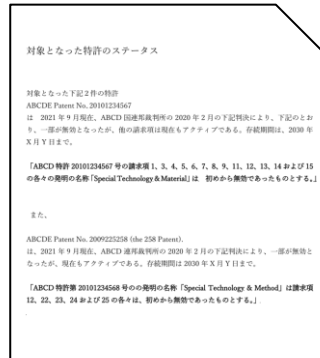 対象となった特許のステータス
対象となった下記2件の特許
ABCDE Patent No. 20101234567
は 2021年9月現在、ABCD 国連邦裁判所の 2020年2月の下記判決により、下記のとお
り、一部が無効となったが、他の請求項は現在もアクティブである。存続期間は、2030年
X月Y日まで。
「ABCD 特許 20101234567 号の請求項 1、3、4、5、6、7、8、9、11、12、13、14 および 15
の各々の発明の名称「Special Technology & Material」は 初めから無効であったものとする。」
また、
ABCDE Patent No. 2009225258 (the 258 Patent).
は、2021年9月現在、ABCD 連邦裁判所の 2020年2月の下記判決により、一部が無効と
なったが、現在もアクティブである。存続期間は 2030年X月Y日まで。
「ABCD 特許第 20101234568 号のの発明の名称「Special Technology & Method」は請求項
12、22、23、24 および 25 の各々は、初めから無効であったものとする。」